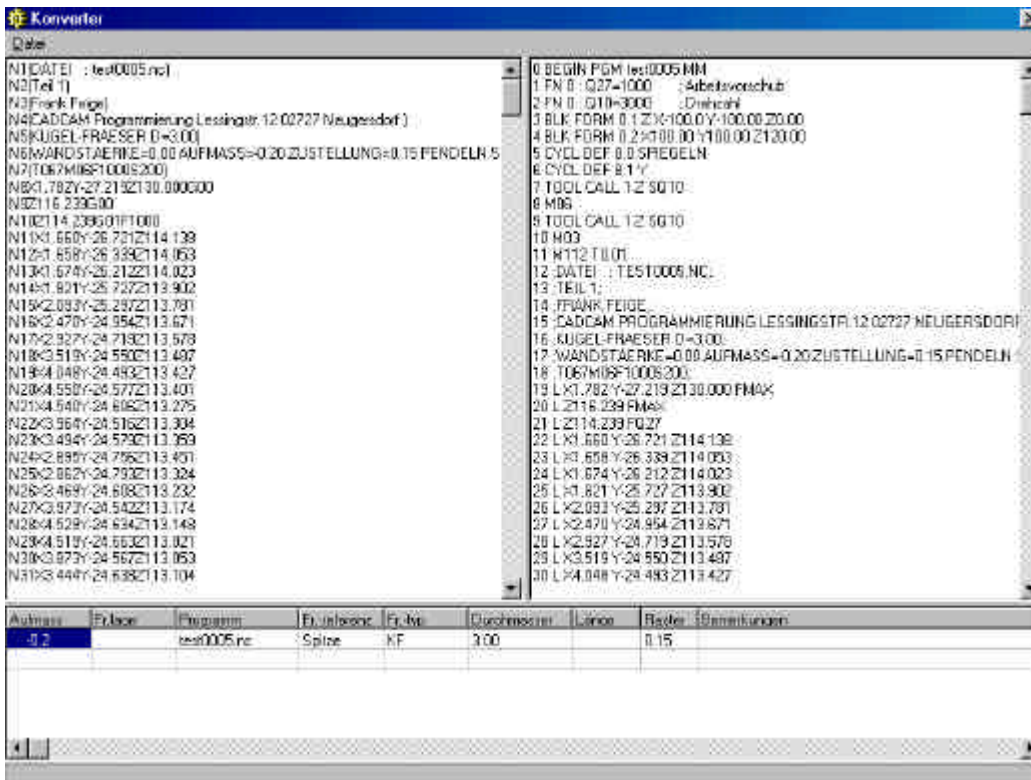 Konverter
Datei
N1(DATEI : test0005.nc)
N2(Teil 1)
N3(Frank Feige)
N4(CADCAM Programmierung Lessingstr. 12 02727 Neugersdorf )
N5(KUGEL-FRAESER D=3.00)
N6(WANDSTAERKE=0.00 AUFMASS=-0.20 ZUSTELLUNG=0.15 PENDELN S
N7(T067M06F1000S200)
N8X1.782Y-27.219Z130.000G00
N9Z116.239G00
N10Z114.239G01F1000
N11X1.660Y-26.721Z114.138
N12X1.658Y-26.339Z114.053
N13X1.674Y-26.212Z114.023
N14X1.821Y-25.727Z113.902
N15X2.093Y-25.297Z113.781
N16X2.470Y-24.954Z113.671
N17X2.927Y-24.719Z113.578
N18X3.519Y-24.550Z113.487
N19X4.048Y-24.493Z113.427
N20X4.550Y-24.577Z113.401
N21X4.540Y-24.606Z113.275
N22X3.964Y-24.516Z113.304
N23X3.494Y-24.579Z113.359
N24X2.895Y-24.756Z113.451
N25X2.862Y-24.793Z113.324
N26X3.469Y-24.608Z113.232
N27X3.973Y-24.542Z113.174
N28X4.529Y-24.634Z113.148
N29X4.519Y-24.663Z113.021
N30X3.873Y-24.567Z113.053
N31X3.444Y-24.638Z113.104
0 BEGIN PGM test0005 MM
1 FN 0 : Q27=1000 ;Arbeitsvorschub
2 FN 0 : Q10=3000 ;Drehzahl
3 BLK FORM 0.1 Z X-100.0 Y-100.00 Z0.00
4 BLK FORM 0.2 X100.00 Y100.00 Z120.00
5 CYCL DEF 8.0 SPIEGELN
6 CYCL DEF 8.1 Y
7 TOOL CALL 1 Z SQ10
8 M06
9 TOOL CALL 1 Z SQ10
10 M03
11 M112 T0.01
12 ;DATEI : TEST0005.NC;
13 ;TEIL 1;
14 ;FRANK FEIGE
15 ;CADCAM PROGRAMMIERUNG LESSINGSTR.12 02727 NEUGERSDORF
16 ;KUGEL-FRAESER D=3.00;
17 ;WANDSTAERKE=0.00 AUFMASS=-0.20 ZUSTELLUNG=0.15 PENDELN
18 ;T067M06F1000S200;
19 L X1.782 Y-27.219 Z130.000 FMAX
20 L Z116.239 FMAX
21 L Z114.239 FQ27
22 L X1.660 Y-26.721 Z114.138
23 L X1.658 Y-26.339 Z114.053
24 L X1.674 Y-26.212 Z114.023
25 L X1.821 Y-25.727 Z113.902
26 L X2.093 Y-25.297 Z113.781
27 L X2.470 Y-24.954 Z113.671
28 L X2.927 Y-24.719 Z113.578
29 L X3.519 Y-24.550 Z113.487
30 L X4.048 Y-24.493 Z113.427
Aufmass Fr.lage Programm Fr.referenz Fr.-typ Durchmesser Länge Raster Bemerkungen
-0.2 test0005.nc Spitze KF 3.00 0.15